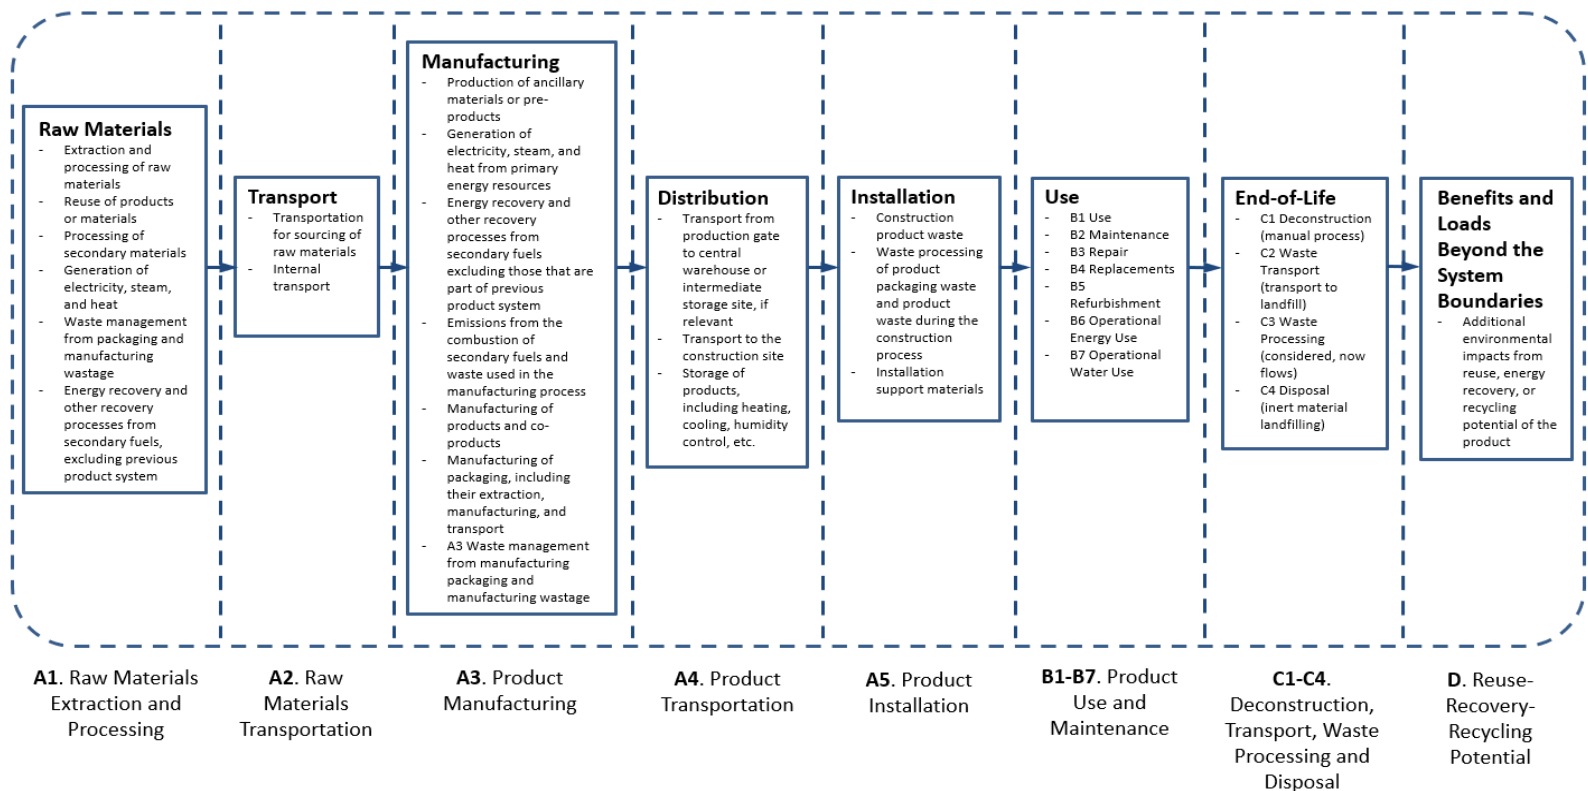 Raw Materials
- Extraction and
processing of raw
materials
- Reuse of products
or materials
- Processing of
secondary materials
- Generation of
electricity, steam,
and heat
- Waste management
from packaging and
manufacturing
wastage
- Energy recovery and
other recovery
processes from
secondary fuels,
excluding previous
product system
Transport
- Transportation
for sourcing of
raw materials
- Internal
transport
Manufacturing
- Production of ancillary
materials or pre-
products
- Generation of
electricity, steam, and
heat from primary
energy resources
- Energy recovery and
other recovery
processes from
secondary fuels
excluding those that are
part of previous
product system
- Emissions from the
combustion of
secondary fuels and
waste used in the
manufacturing process
- Manufacturing of
products and co-
products
- Manufacturing of
packaging, including
their extraction,
manufacturing, and
transport
- A3 Waste management
from manufacturing
packaging and
manufacturing wastage
Distribution
- Transport from
production gate
to central
warehouse or
intermediate
storage site, if
relevant
- Transport to the
construction site
- Storage of
products,
including heating,
cooling, humidity
control, etc.
Installation
- Construction
product waste
- Waste processing
of product
packaging waste
and product
waste during the
construction
process
- Installation
support materials
Use
- B1 Use
- B2 Maintenance
- B3 Repair
- B4 Replacements
- B5
Refurbishment
- B6 Operational
Energy Use
- B7 Operational
Water Use
End-of-Life
- C1 Deconstruction
(manual process)
- C2 Waste
Transport
(transport to
landfill)
- C3 Waste
Processing
(considered, now
flows)
- C4 Disposal
(inert material
landfilling)
Benefits and
Loads
Beyond the
System
Boundaries
- Additional
environmental
impacts from
reuse, energy
recovery, or
recycling
potential of the
product
A1. Raw Materials
Extraction and
Processing
A2. Raw
Materials
Transportation
A3. Product
Manufacturing
A4. Product
Transportation
A5. Product
Installation
B1-B7. Product
Use and
Maintenance
C1-C4.
Deconstruction,
Transport, Waste
Processing and
Disposal
D. Reuse-
Recovery-
Recycling
Potential